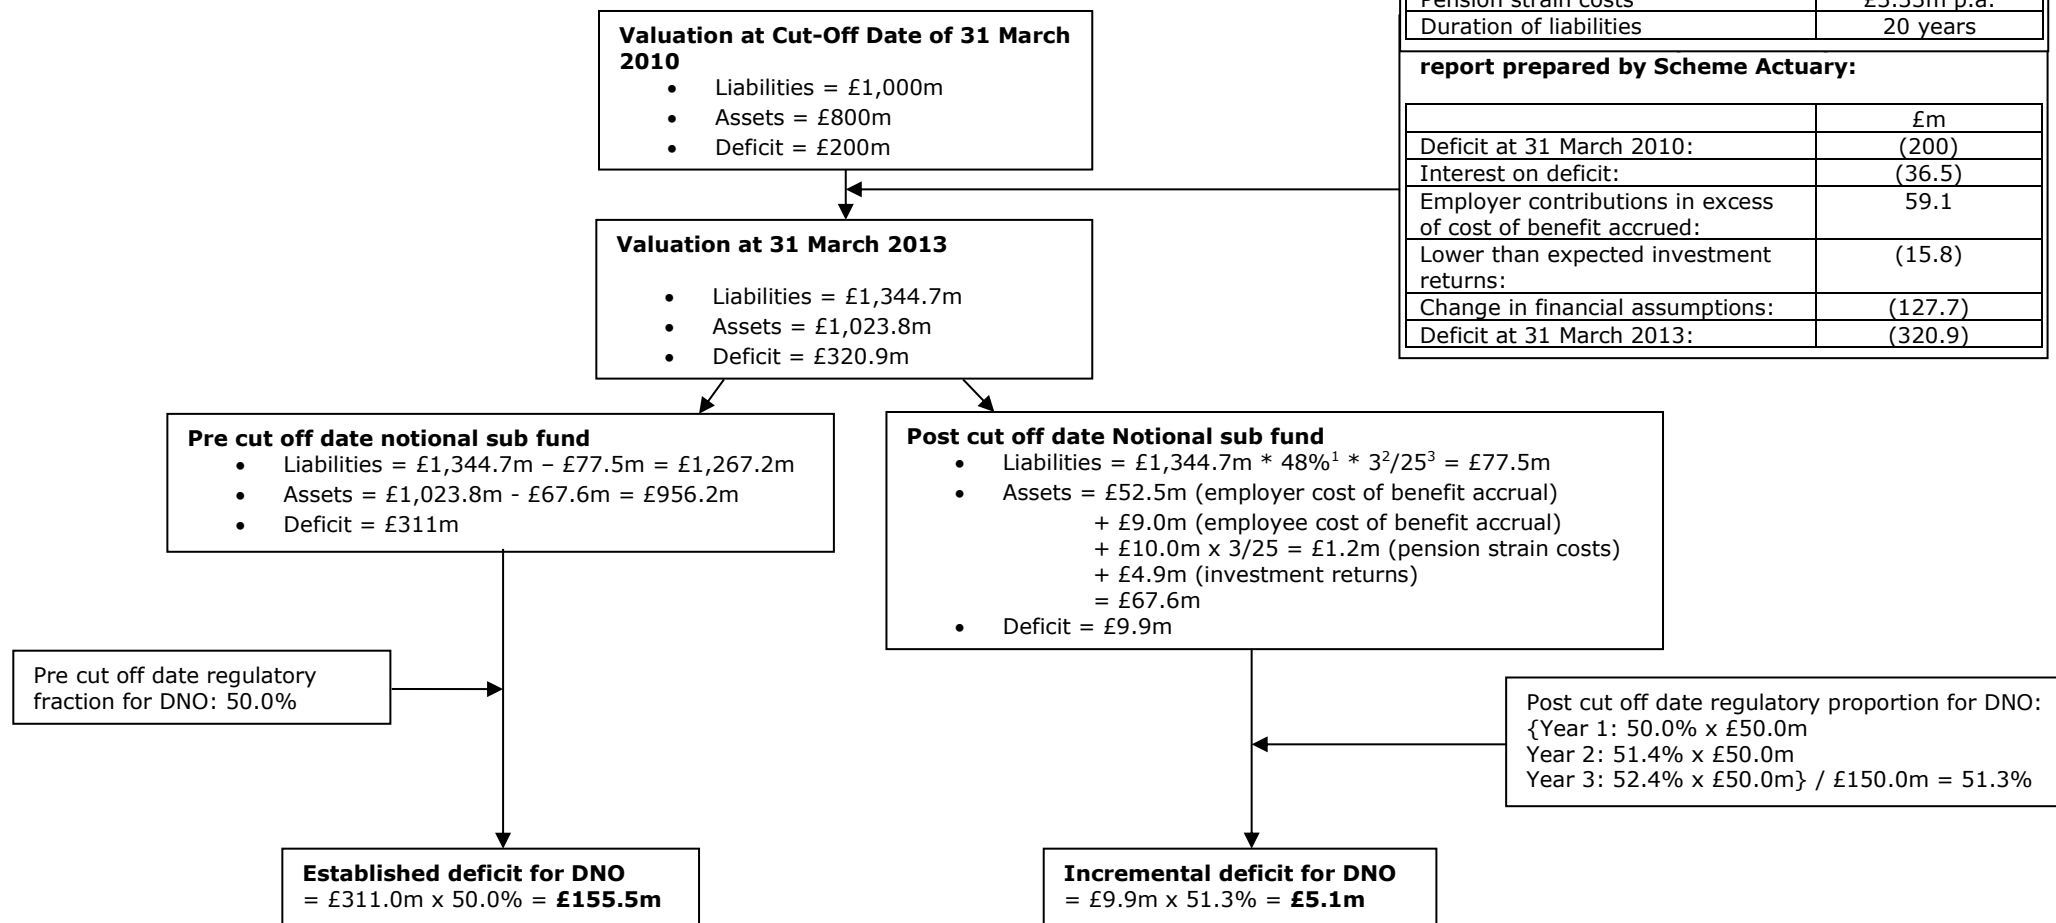 Pension strain costs £3.33m p.a.
Duration of liabilities 20 years
report prepared by Scheme Actuary:
£m
Deficit at 31 March 2010: (200)
Interest on deficit: (36.5)
Employer contributions in excess
of cost of benefit accrued: 59.1
Lower than expected investment
returns: (15.8)
Change in financial assumptions: (127.7)
Deficit at 31 March 2013: (320.9)
Valuation at Cut-Off Date of 31 March
2010
• Liabilities = £1,000m
• Assets = £800m
• Deficit = £200m
Valuation at 31 March 2013
• Liabilities = £1,344.7m
• Assets = £1,023.8m
• Deficit = £320.9m
Pre cut off date notional sub fund
• Liabilities = £1,344.7m – £77.5m = £1,267.2m
• Assets = £1,023.8m - £67.6m = £956.2m
• Deficit = £311m
Post cut off date Notional sub fund
• Liabilities = £1,344.7m * 48%¹ * 3²/25³ = £77.5m
• Assets = £52.5m (employer cost of benefit accrual)
+ £9.0m (employee cost of benefit accrual)
+ £10.0m x 3/25 = £1.2m (pension strain costs)
+ £4.9m (investment returns)
= £67.6m
• Deficit = £9.9m
Pre cut off date regulatory
fraction for DNO: 50.0%
Post cut off date regulatory proportion for DNO:
{Year 1: 50.0% x £50.0m
Year 2: 51.4% x £50.0m
Year 3: 52.4% x £50.0m} / £150.0m = 51.3%
Established deficit for DNO
= £311.0m x 50.0% = £155.5m
Incremental deficit for DNO
= £9.9m x 51.3% = £5.1m